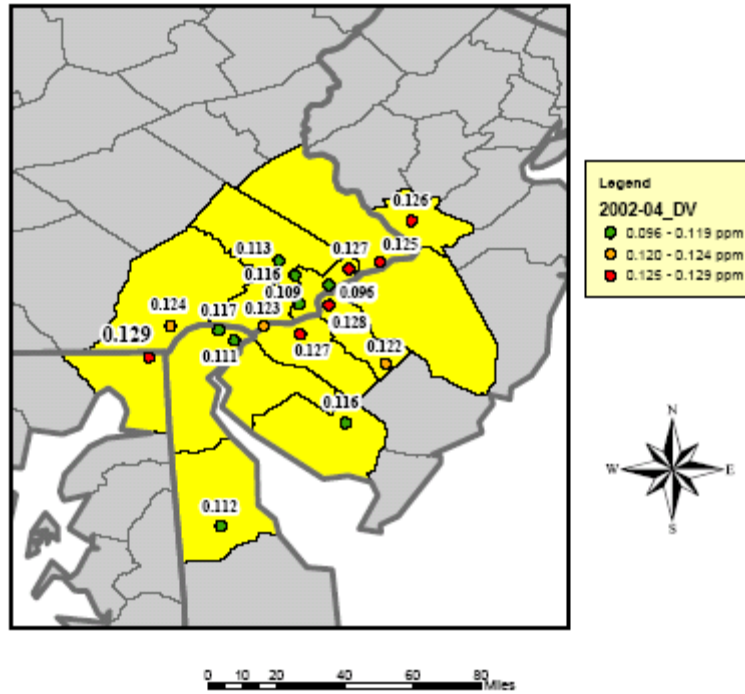 0.126
0.125
0.127
0.113
0.116
0.109
0.096
0.124
0.117
0.123
0.128
0.129
0.111
0.127
0.122
0.116
0.112
Legend
2002-04_DV
0.096 - 0.119 ppm
0.120 - 0.124 ppm
0.125 - 0.129 ppm
N
W E
S
0 10 20 40 60 80
Miles